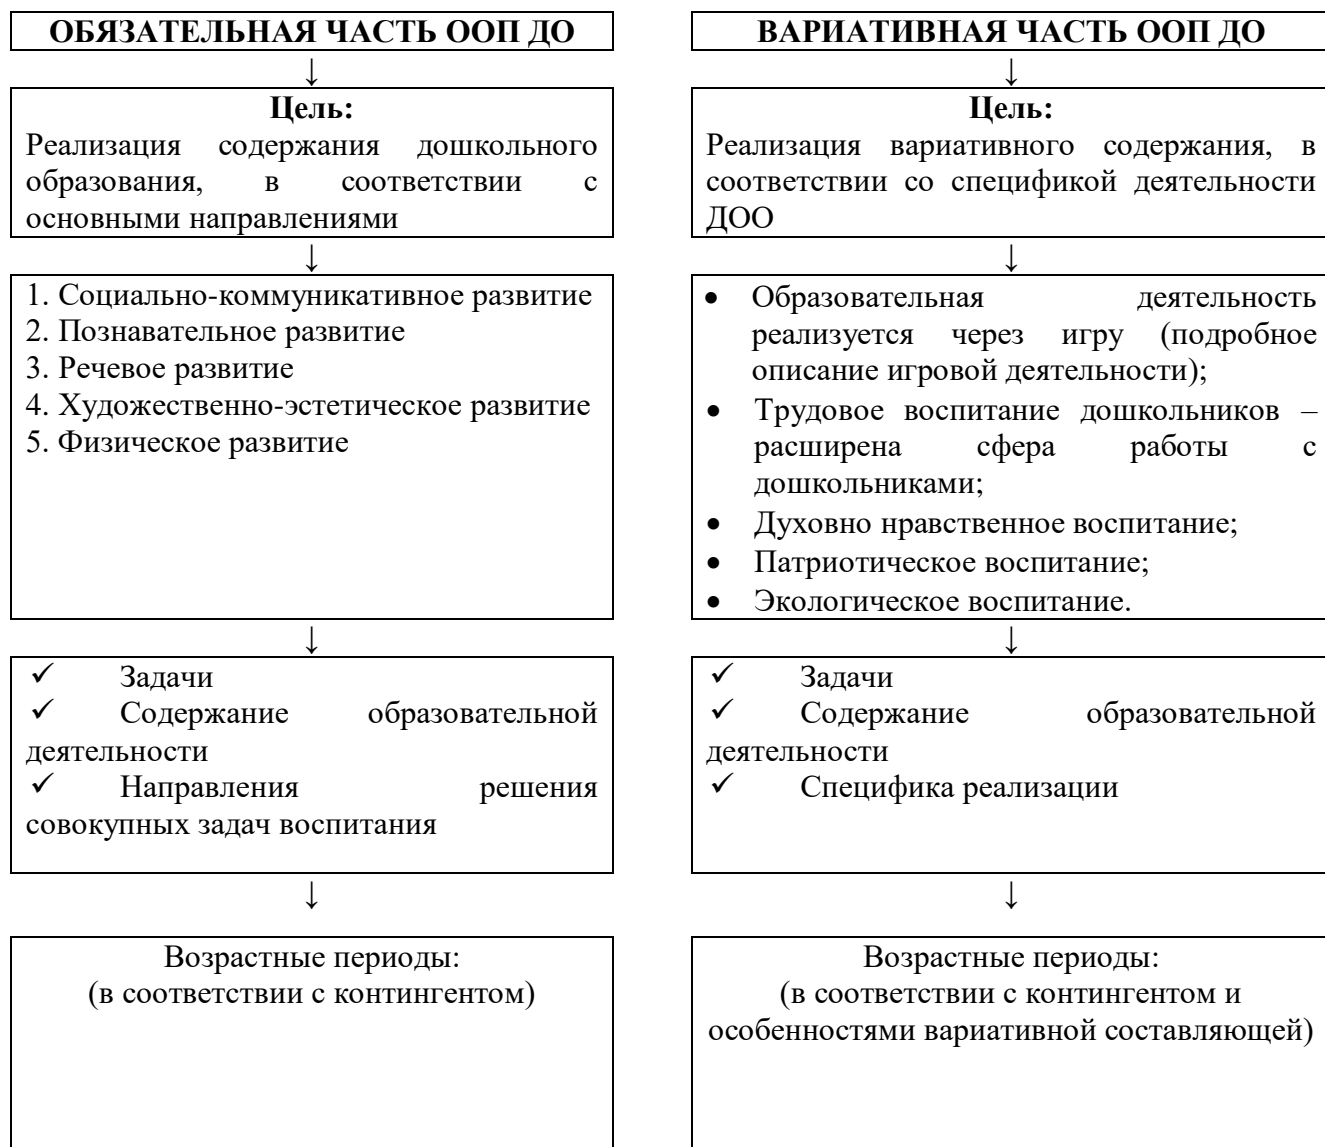 ОБЯЗАТЕЛЬНАЯ ЧАСТЬ ООП ДО
↓
Цель:
Реализация содержания дошкольного
образования, в соответствии с
основными направлениями
↓
1. Социально-коммуникативное развитие
2. Познавательное развитие
3. Речевое развитие
4. Художественно-эстетическое развитие
5. Физическое развитие
↓
✓ Задачи
✓ Содержание образовательной
деятельности
✓ Направления решения
совокупных задач воспитания
↓
Возрастные периоды:
(в соответствии с контингентом)
ВАРИАТИВНАЯ ЧАСТЬ ООП ДО
↓
Цель:
Реализация вариативного содержания, в
соответствии со спецификой деятельности
ДОО
↓
• Образовательная деятельность
реализуется через игру (подробное
описание игровой деятельности);
• Трудовое воспитание дошкольников –
расширена сфера работы с
дошкольниками;
• Духовно нравственное воспитание;
• Патриотическое воспитание;
• Экологическое воспитание.
↓
✓ Задачи
✓ Содержание образовательной
деятельности
✓ Специфика реализации
↓
Возрастные периоды:
(в соответствии с контингентом и
особенностями вариативной составляющей)